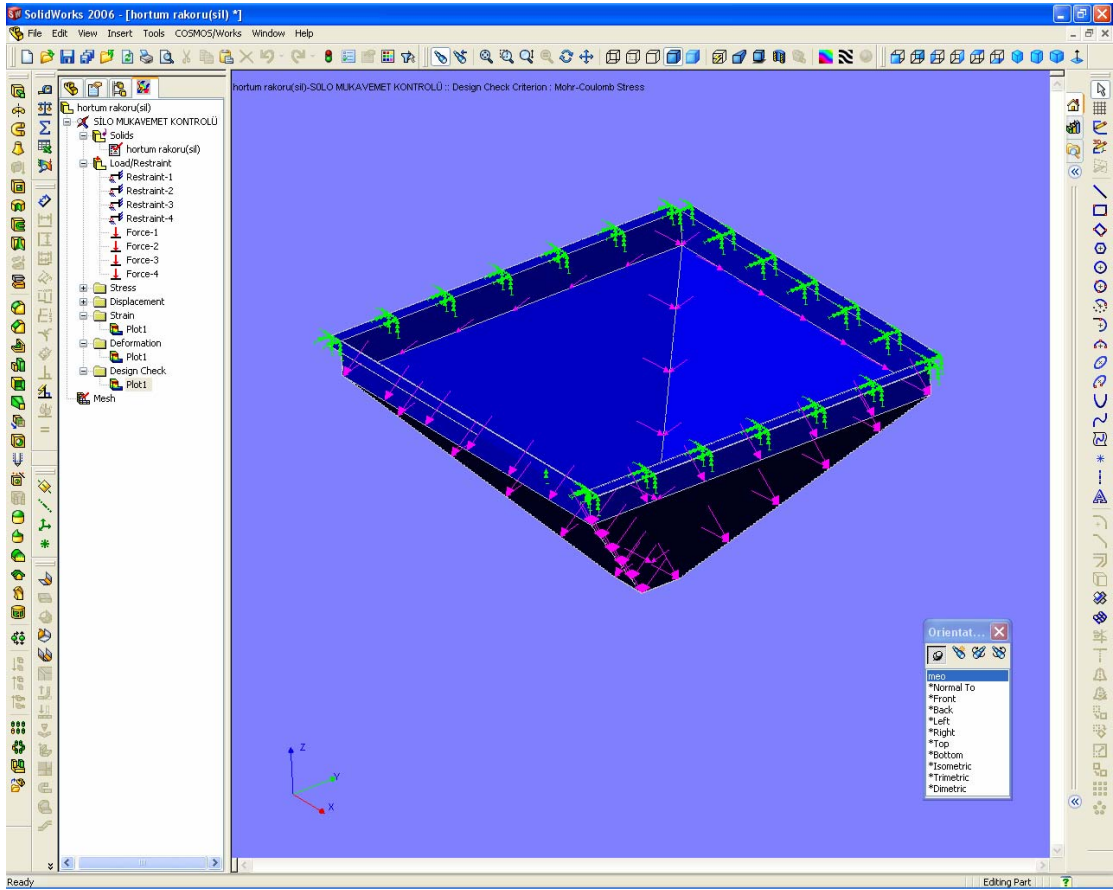 SolidWorks 2006 - [hortum rakoru(sil) *]
File Edit View Insert Tools COSMOS/Works Window Help
hortum rakoru(sil)-S0LO MUKAVEMET KONTROLÜ :: Design Check Criterion : Mohr-Coulomb Stress
hortum rakoru(sil)
SİLO MUKAVEMET KONTROLÜ
Solids
hortum rakoru(sil)
Load/Restraint
Restraint-1
Restraint-2
Restraint-3
Restraint-4
Force-1
Force-2
Force-3
Force-4
Stress
Displacement
Strain
Plot1
Deformation
Plot1
Design Check
Plot1
Mesh
Orientat...
meo
*Normal To
*Front
*Back
*Left
*Right
*Top
*Bottom
*Isometric
*Trimetric
*Dimetric
Z
Y
X
Ready
Editing Part